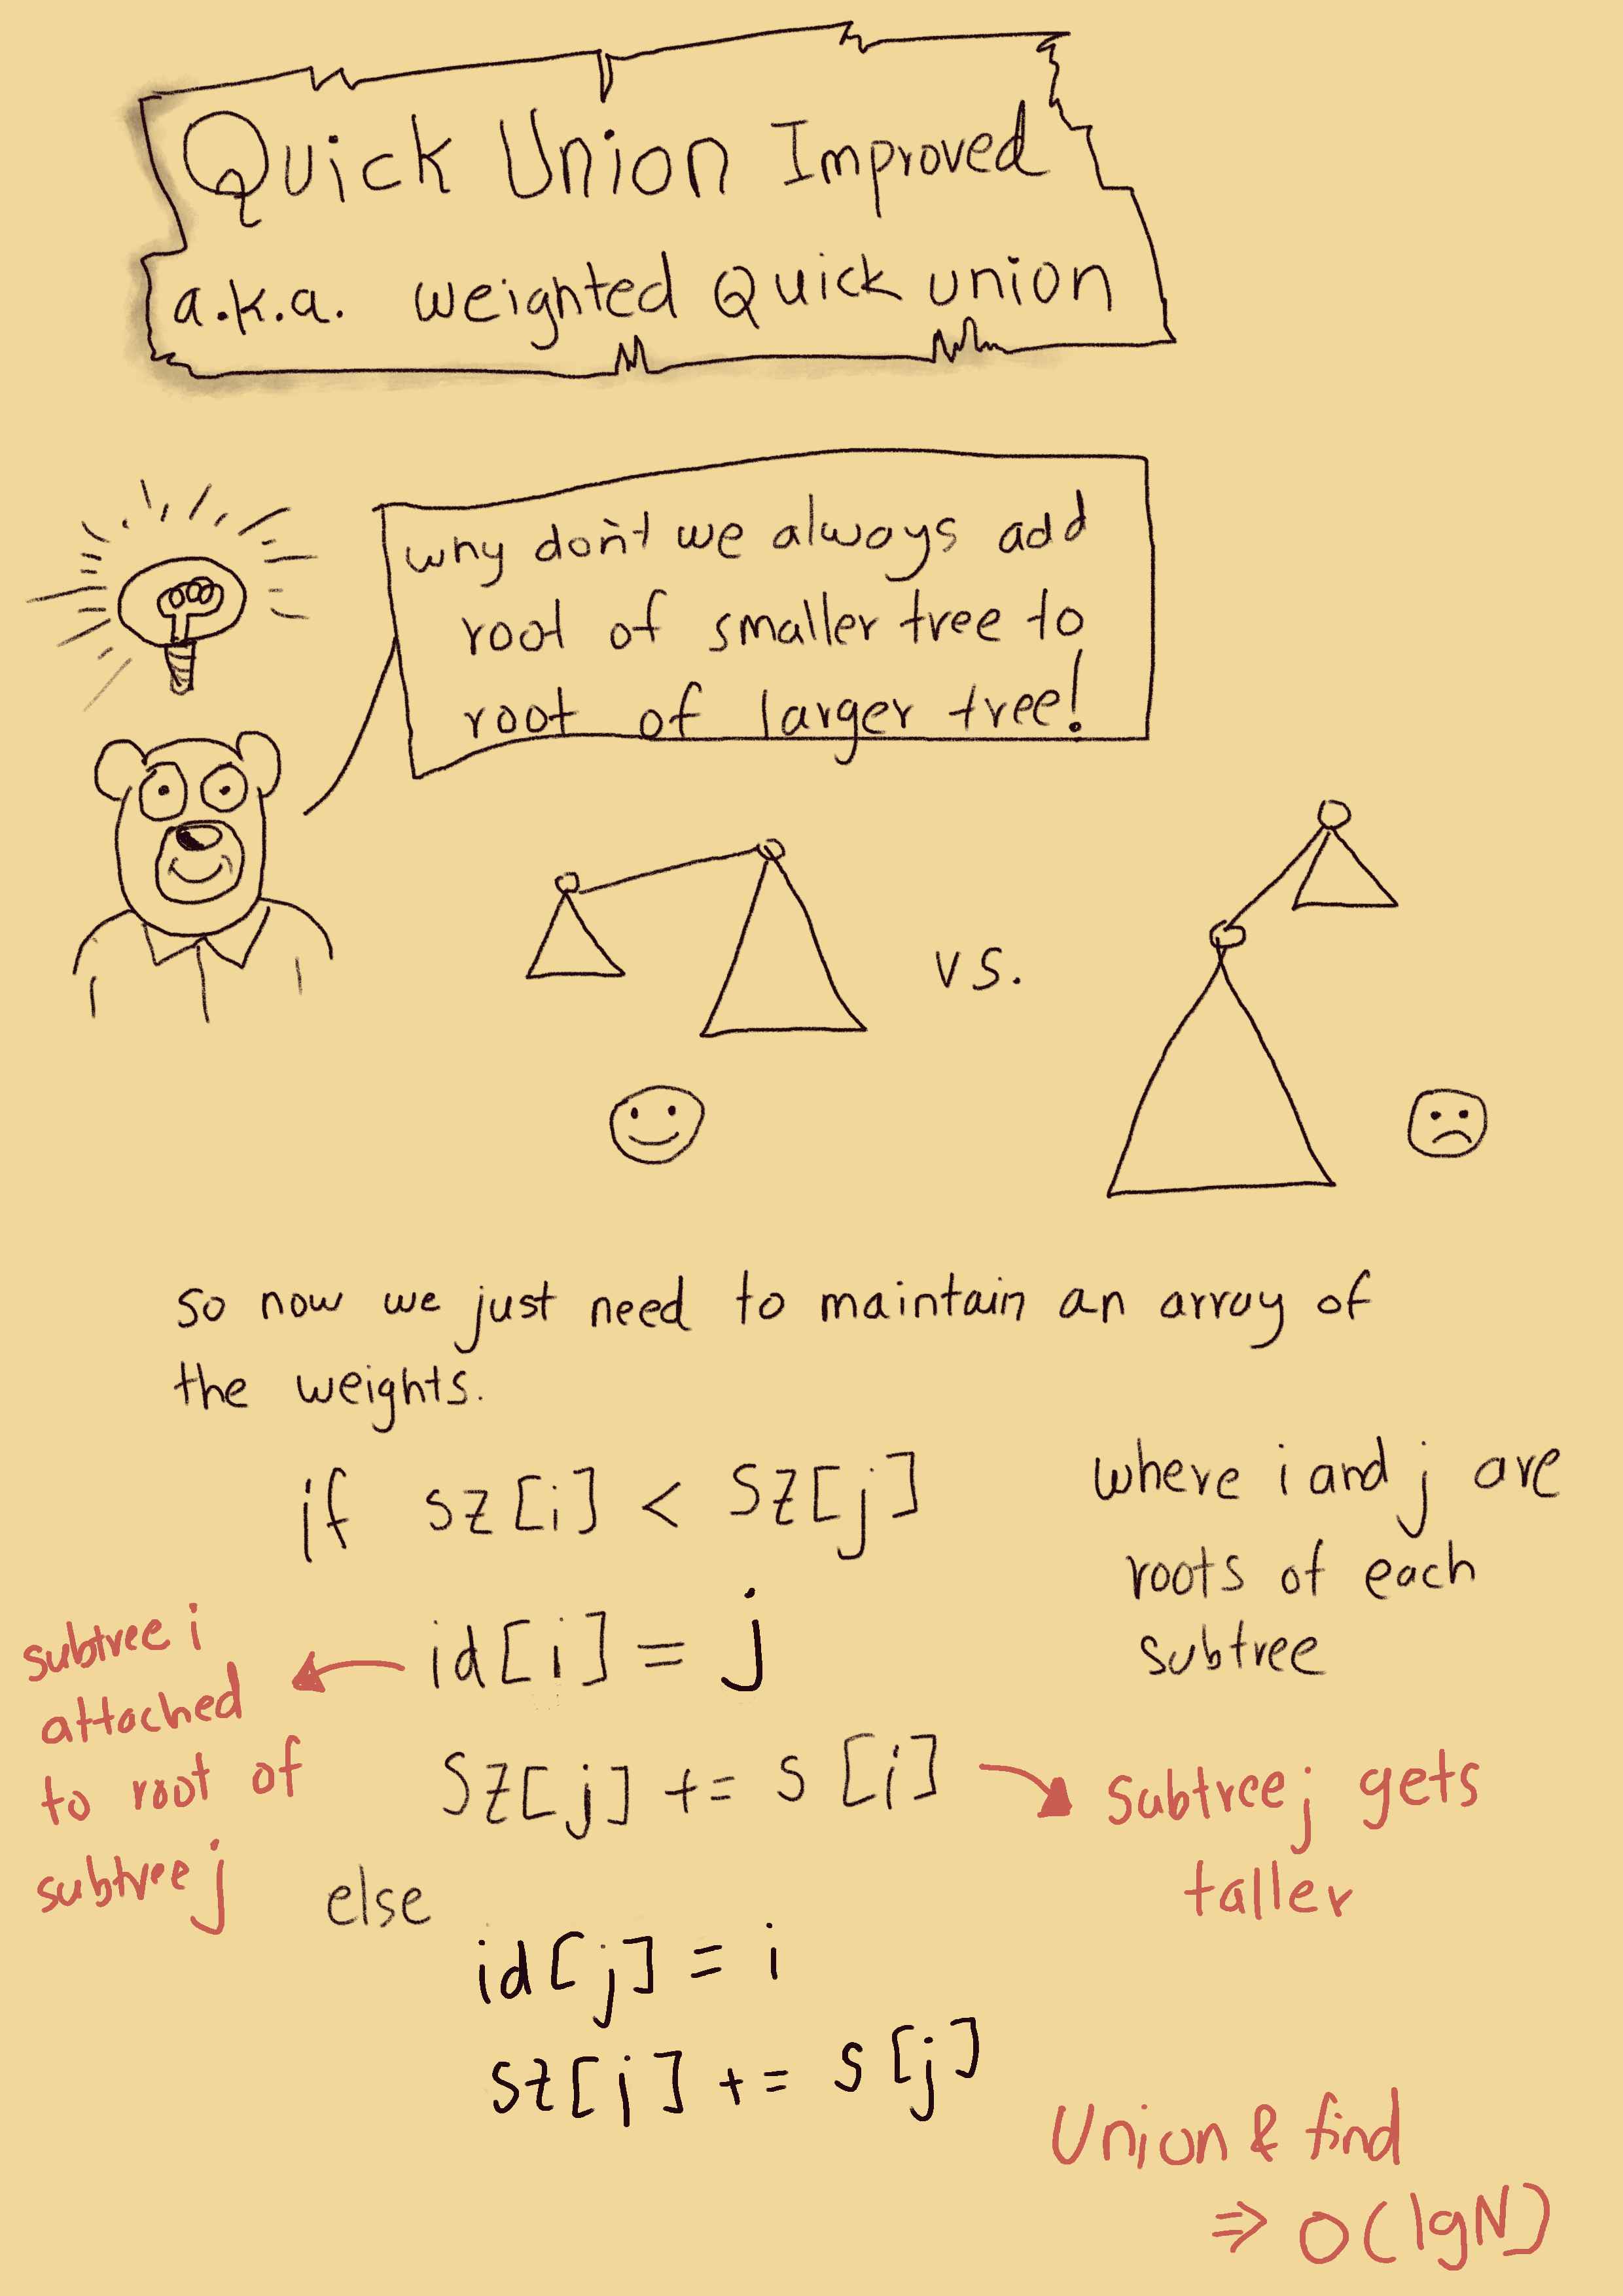 Quick Union Improved
a.k.a. weighted Quick union
why don't we always add
root of smaller tree to
root of larger tree!
vs.
so now we just need to maintain an array of
the weights.
if sz[i] < sz[j]
where i and j are
roots of each
subtree
id[i] = j
subtree i
attached
to root of
subtree j
sz[j] += s[i]
subtree j gets
taller
else
id[j] = i
sz[i] += s[j]
Union & find
⇒ O(lgN)